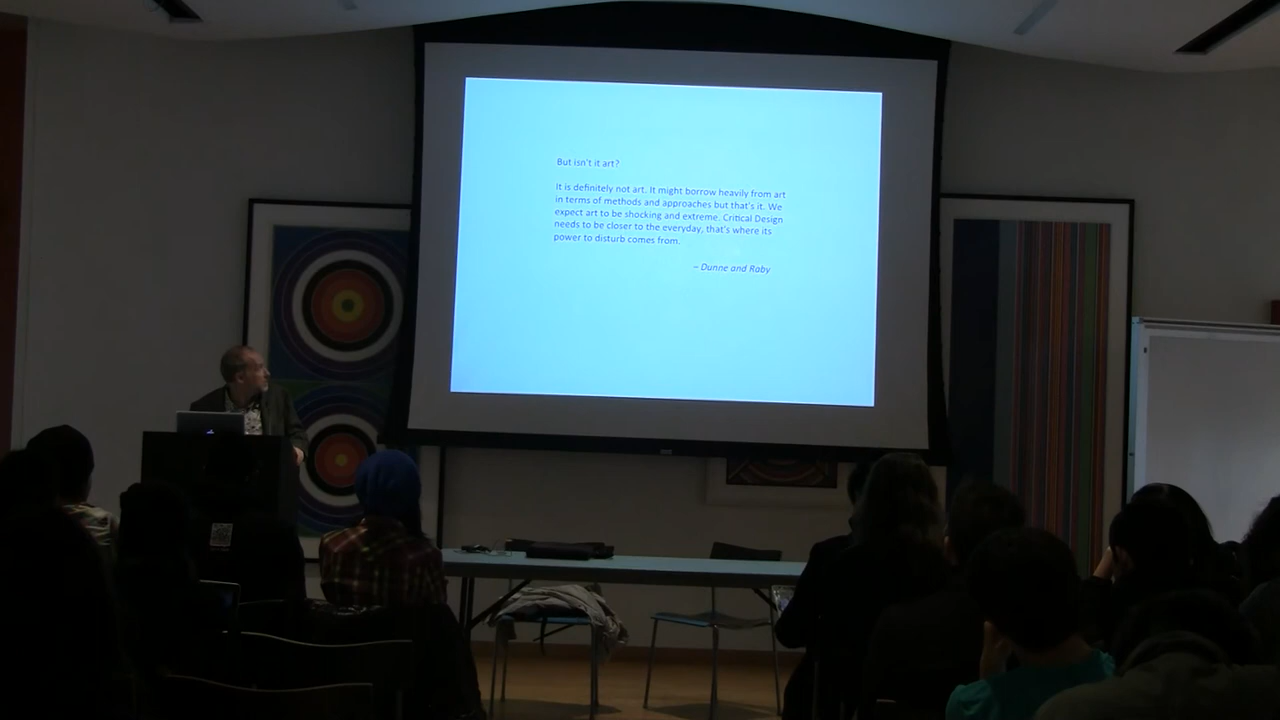 But isn't it art?
It is definitely not art. It might borrow heavily from art
in terms of methods and approaches but that's it. We
expect art to be shocking and extreme. Critical Design
needs to be closer to the everyday, that's where its
power to disturb comes from.
– Dunne and Raby